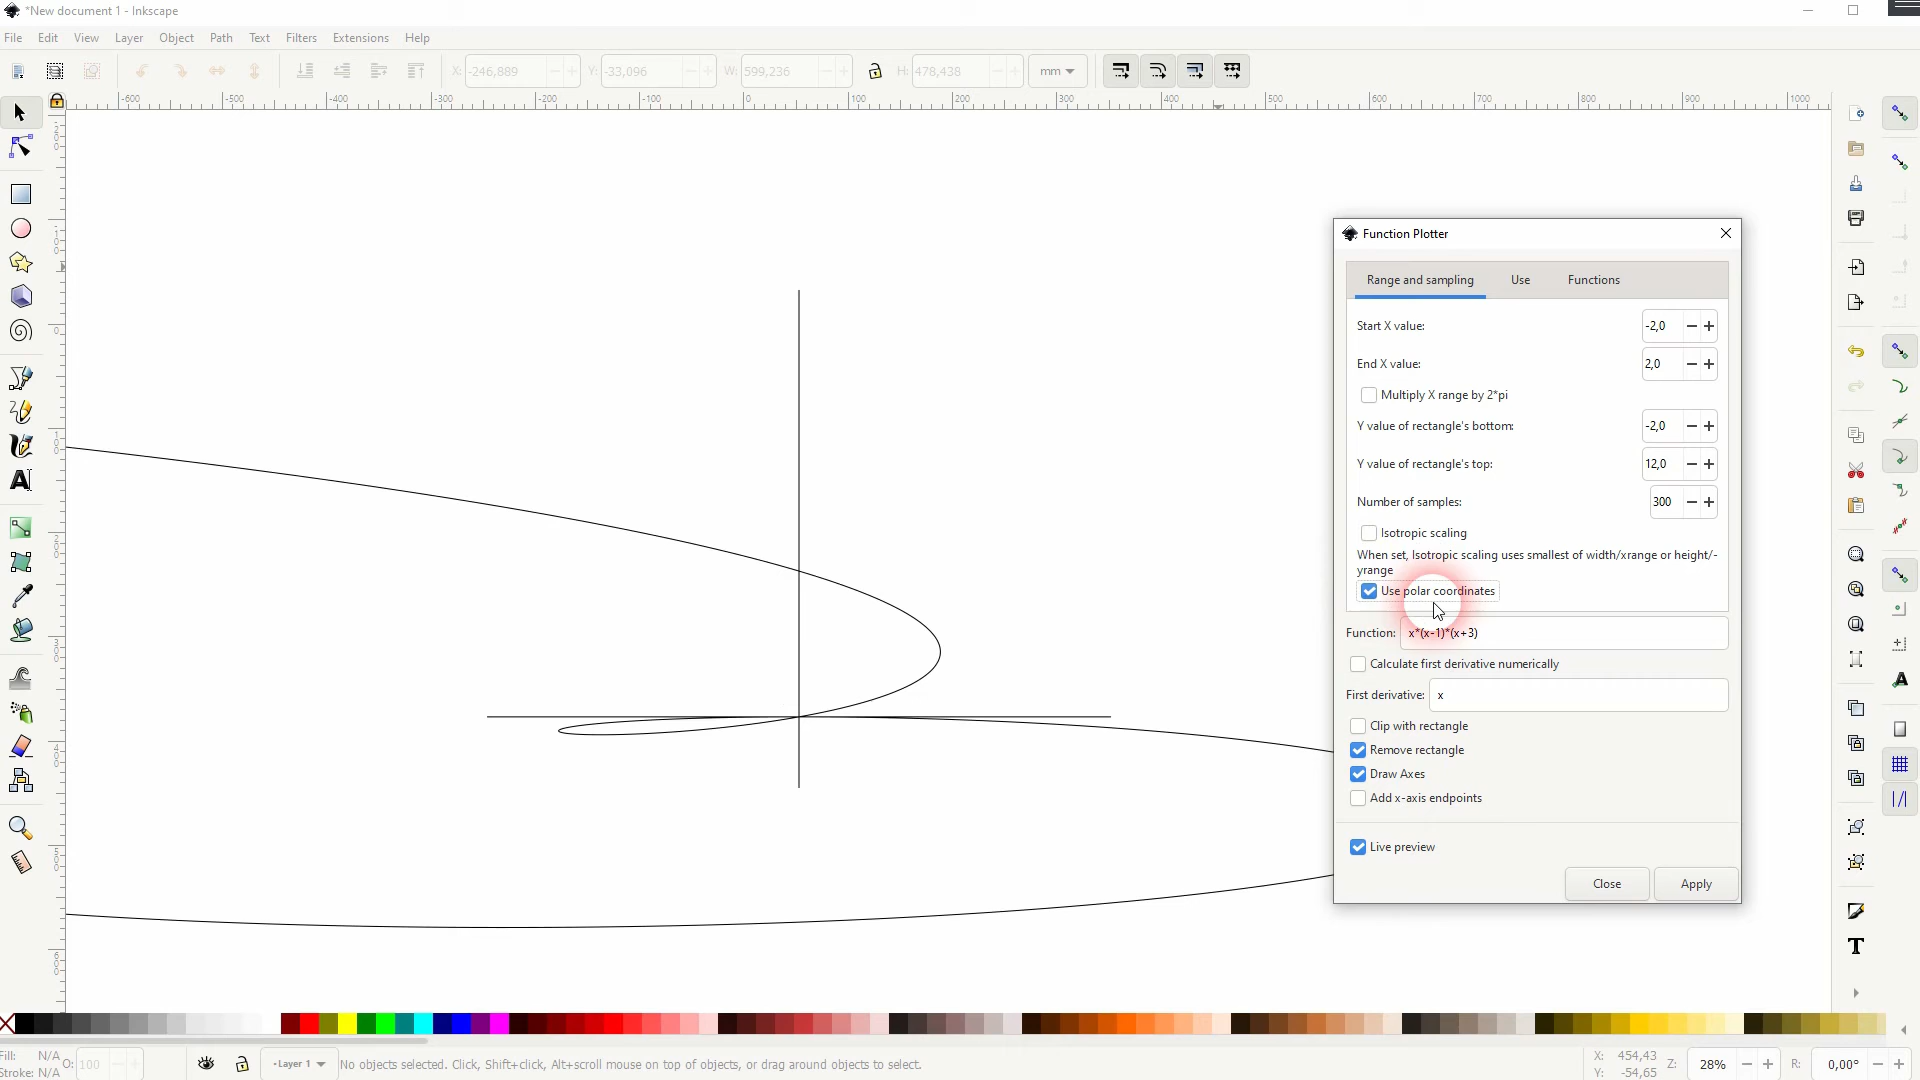 *New document 1 - Inkscape
File Edit View Layer Object Path Text Filters Extensions Help
X: -246,889 Y: -33,096 W: 599,236 H: 478,438 mm
-600 -500 -400 -300 -200 -100 0 100 200 300 400 500 600 700 800 900 1000
Function Plotter
Range and sampling Use Functions
Start X value: -2,0
End X value: 2,0
Multiply X range by 2*pi
Y value of rectangle's bottom: -2,0
Y value of rectangle's top: 12,0
Number of samples: 300
Isotropic scaling
When set, Isotropic scaling uses smallest of width/xrange or height/-
yrange
Use polar coordinates
Function: x*(x-1)*(x+3)
Calculate first derivative numerically
First derivative: x
Clip with rectangle
Remove rectangle
Draw Axes
Add x-axis endpoints
Live preview
Close Apply
Fill: N/A O: 100 Layer 1 No objects selected. Click, Shift+click, Alt+scroll mouse on top of objects, or drag around objects to select. X: 454,43 Z: 28% R: 0,00°
Stroke: N/A Y: -54,65